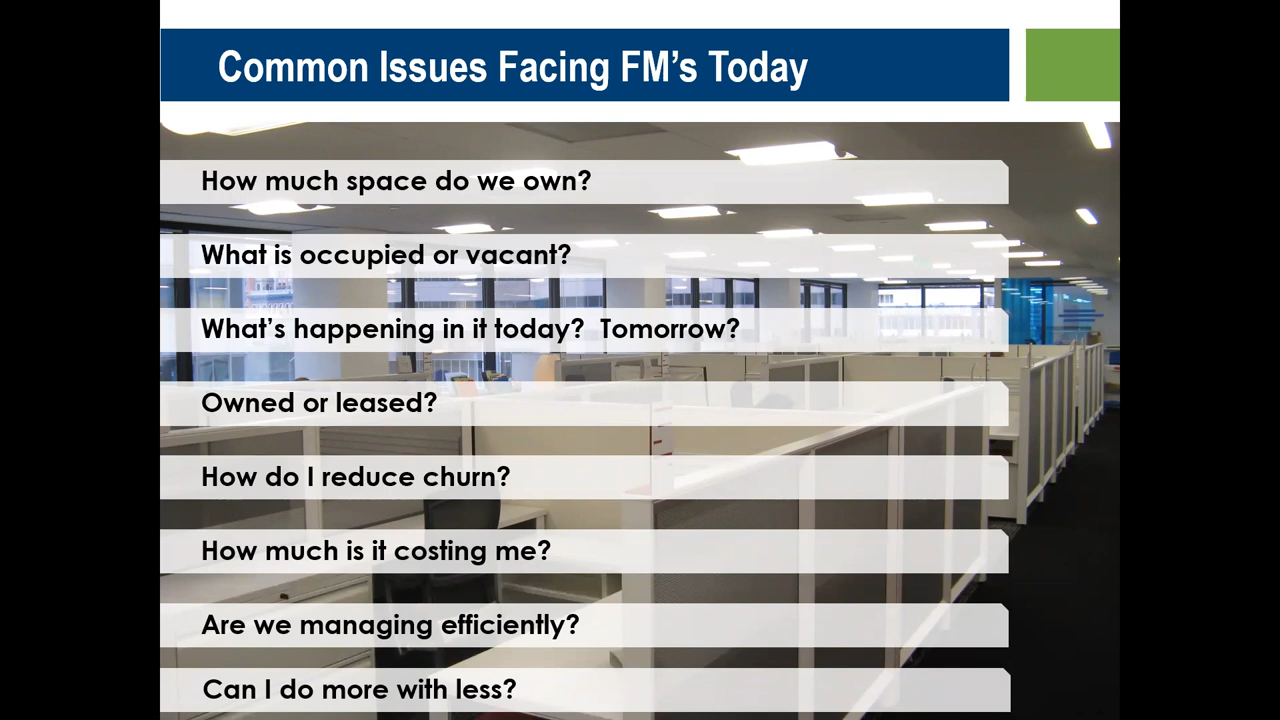 Common Issues Facing FM’s Today
How much space do we own?
What is occupied or vacant?
What’s happening in it today?  Tomorrow?
Owned or leased?
How do I reduce churn?
How much is it costing me?
Are we managing efficiently?
Can I do more with less?